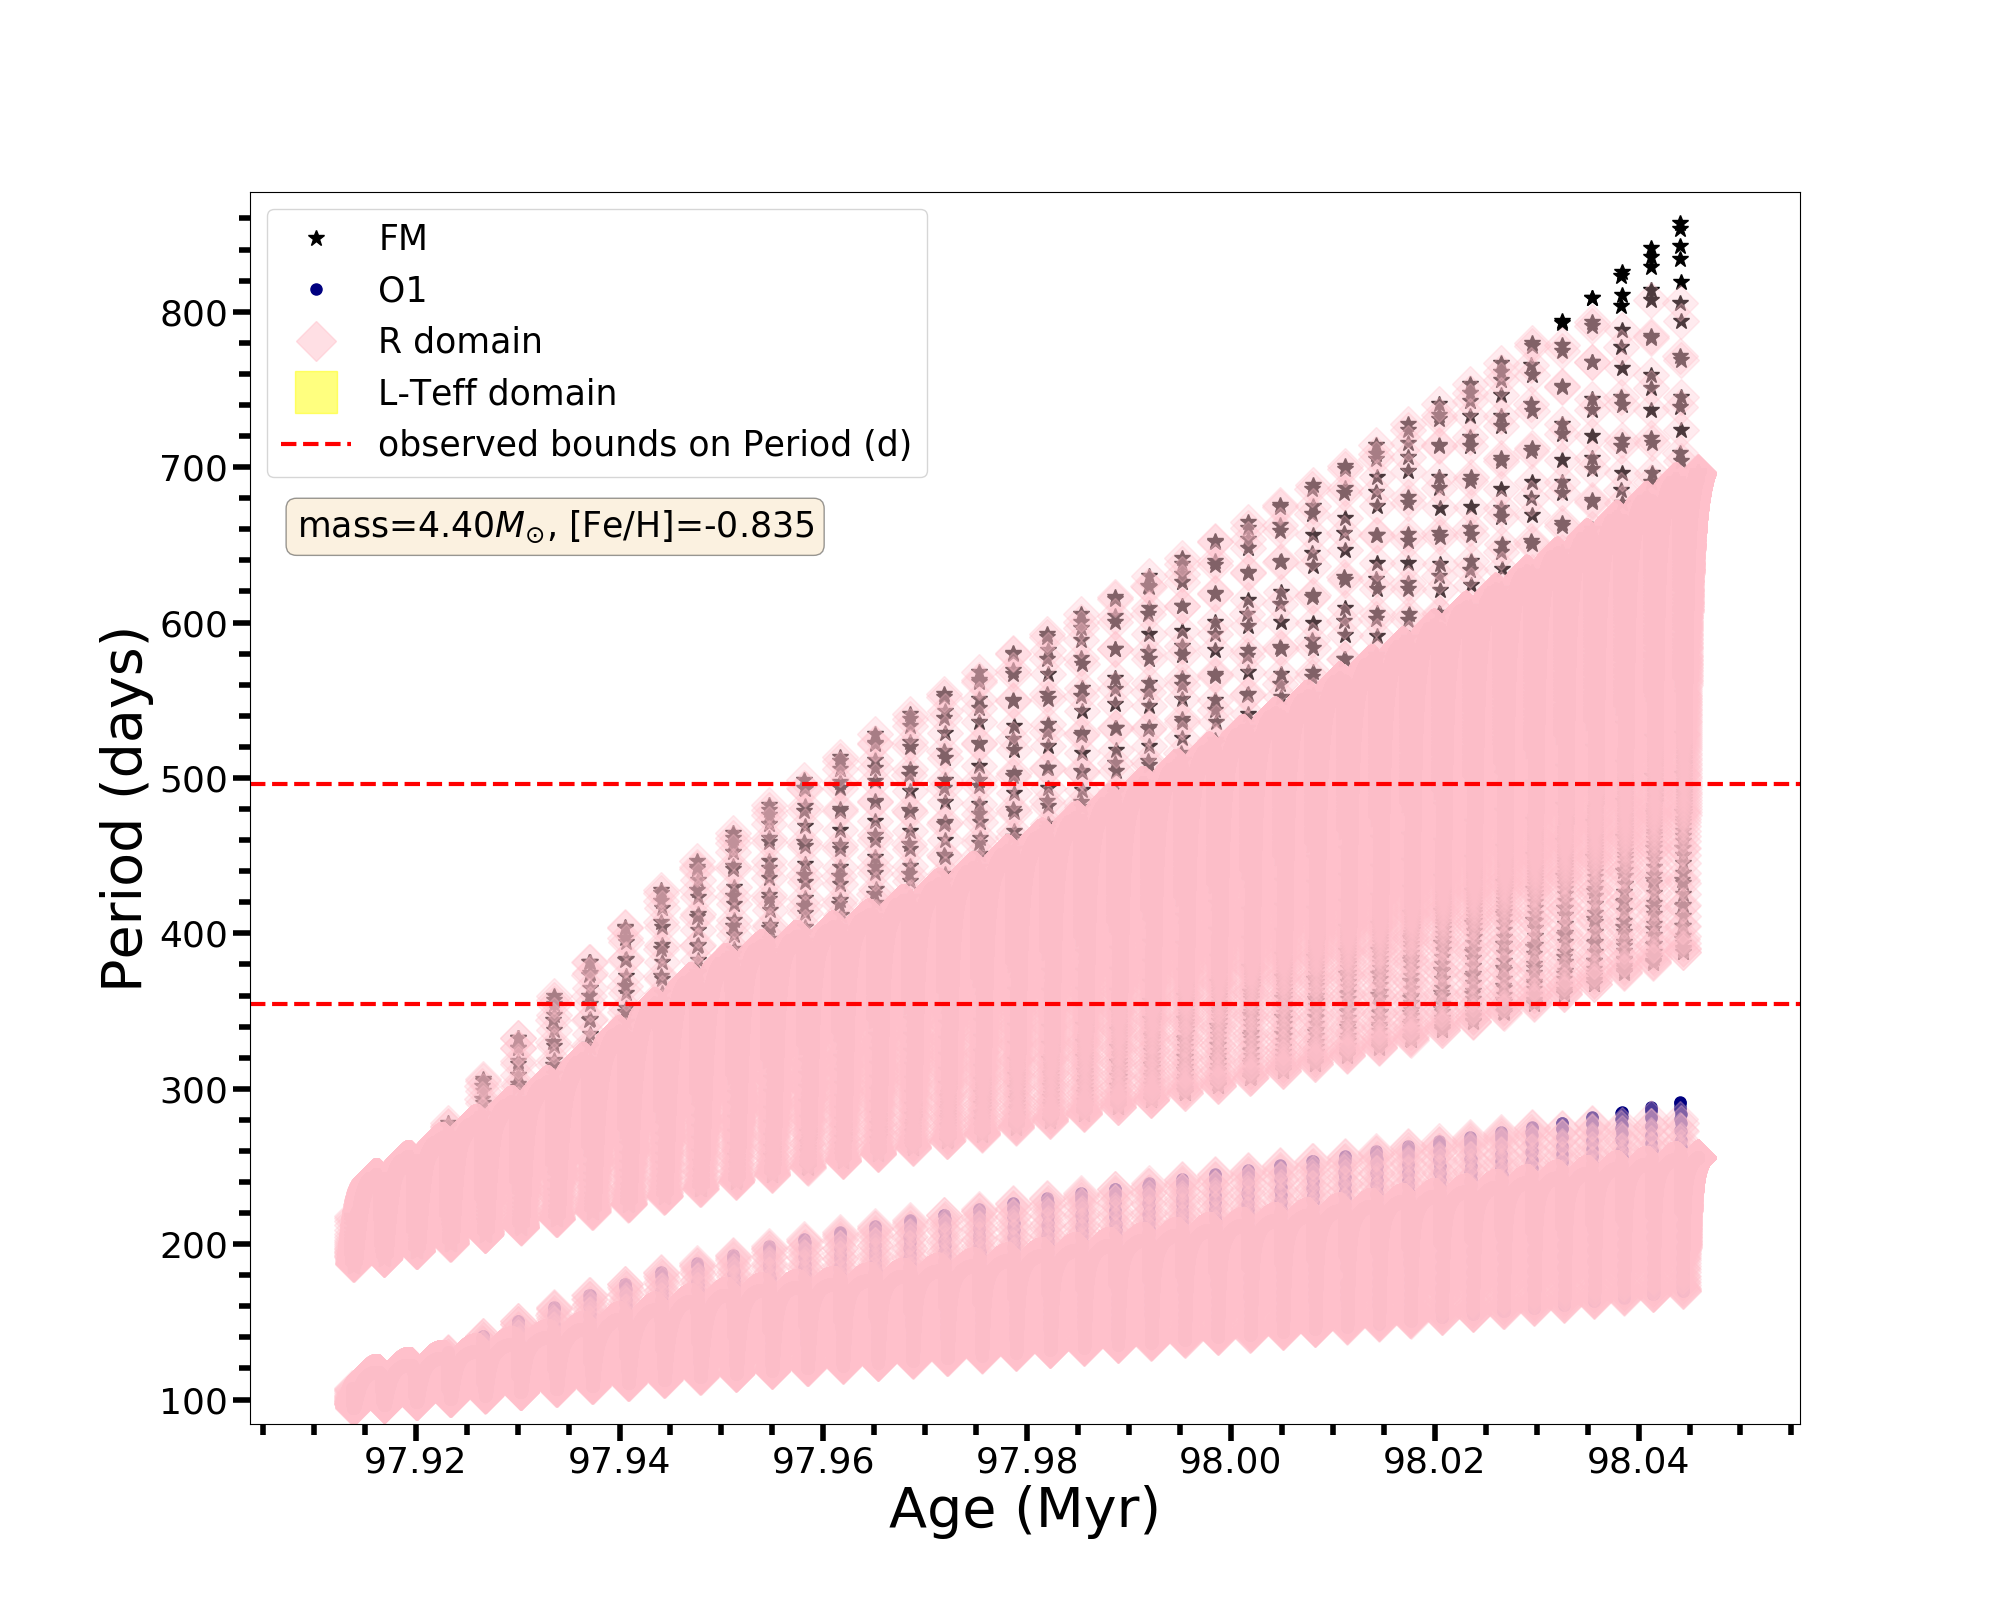 FM
O1
R domain
L-Teff domain
observed bounds on Period (d)
mass=4.40M⊙, [Fe/H]=-0.835
Period (days)
800
700
600
500
400
300
200
100
97.92 97.94 97.96 97.98 98.00 98.02 98.04
Age (Myr)